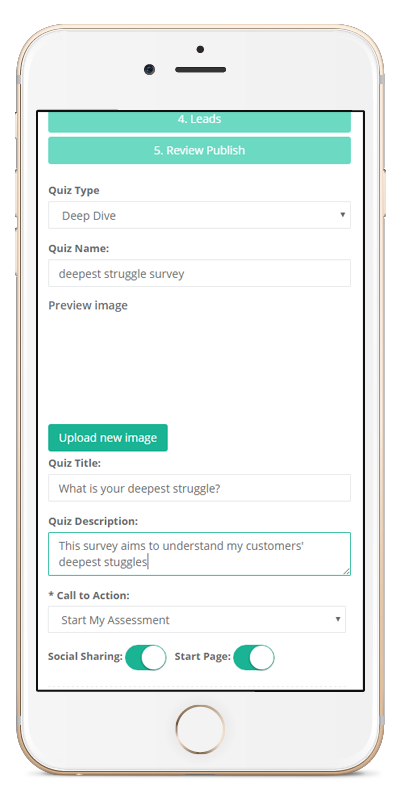 4. Leads
5. Review Publish
Quiz Type
Deep Dive
Quiz Name:
deepest struggle survey
Preview image
Upload new image
Quiz Title:
What is your deepest struggle?
Quiz Description:
This survey aims to understand my customers'
deepest stuggles
* Call to Action:
Start My Assessment
Social Sharing: Start Page: